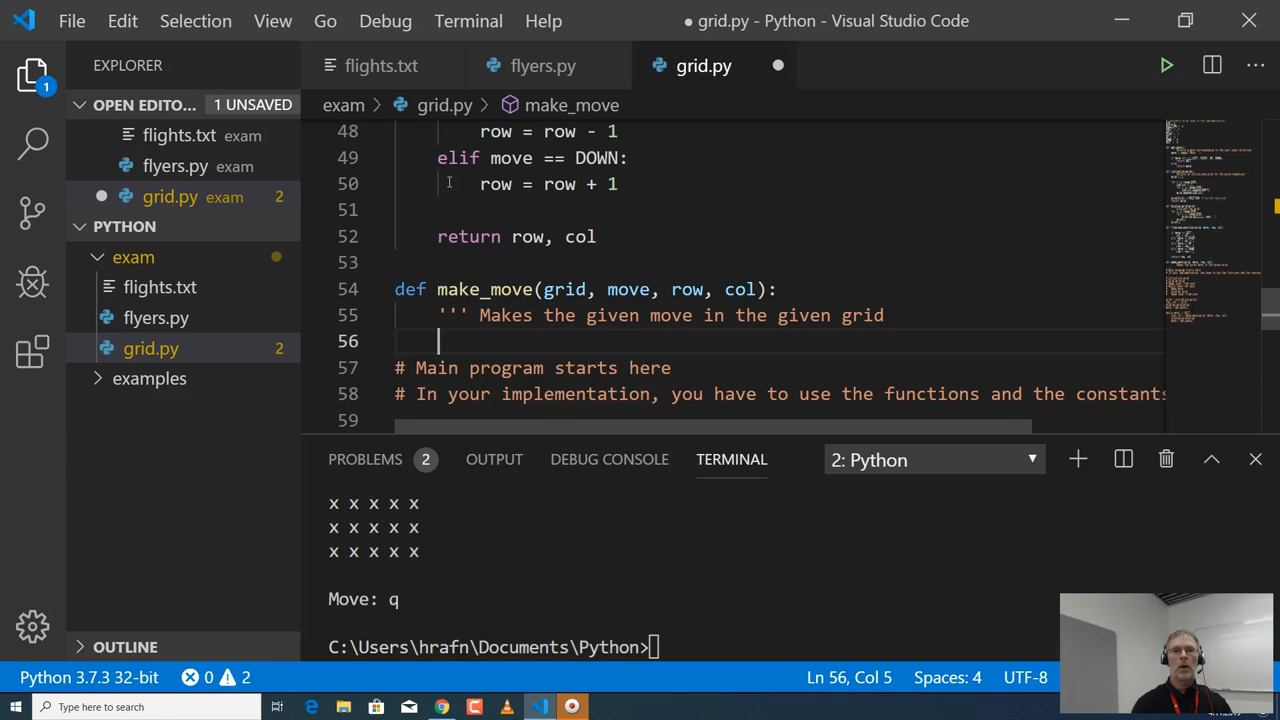 File Edit Selection View Go Debug Terminal Help ● grid.py - Python - Visual Studio Code
EXPLORER
flights.txt flyers.py grid.py
OPEN EDITO... 1 UNSAVED
flights.txt exam
flyers.py exam
grid.py exam 2
PYTHON
exam
flights.txt
flyers.py
grid.py 2
examples
OUTLINE
1
exam > grid.py > make_move
48 row = row - 1
49 elif move == DOWN:
50 row = row + 1
51
52 return row, col
53
54 def make_move(grid, move, row, col):
55 ''' Makes the given move in the given grid
56
57 # Main program starts here
58 # In your implementation, you have to use the functions and the constants
59
PROBLEMS 2 OUTPUT DEBUG CONSOLE TERMINAL 2: Python
x x x x x
x x x x x
x x x x x
Move: q
C:\Users\hrafn\Documents\Python>
Python 3.7.3 32-bit 0 2 Ln 56, Col 5 Spaces: 4 UTF-8
Type here to search